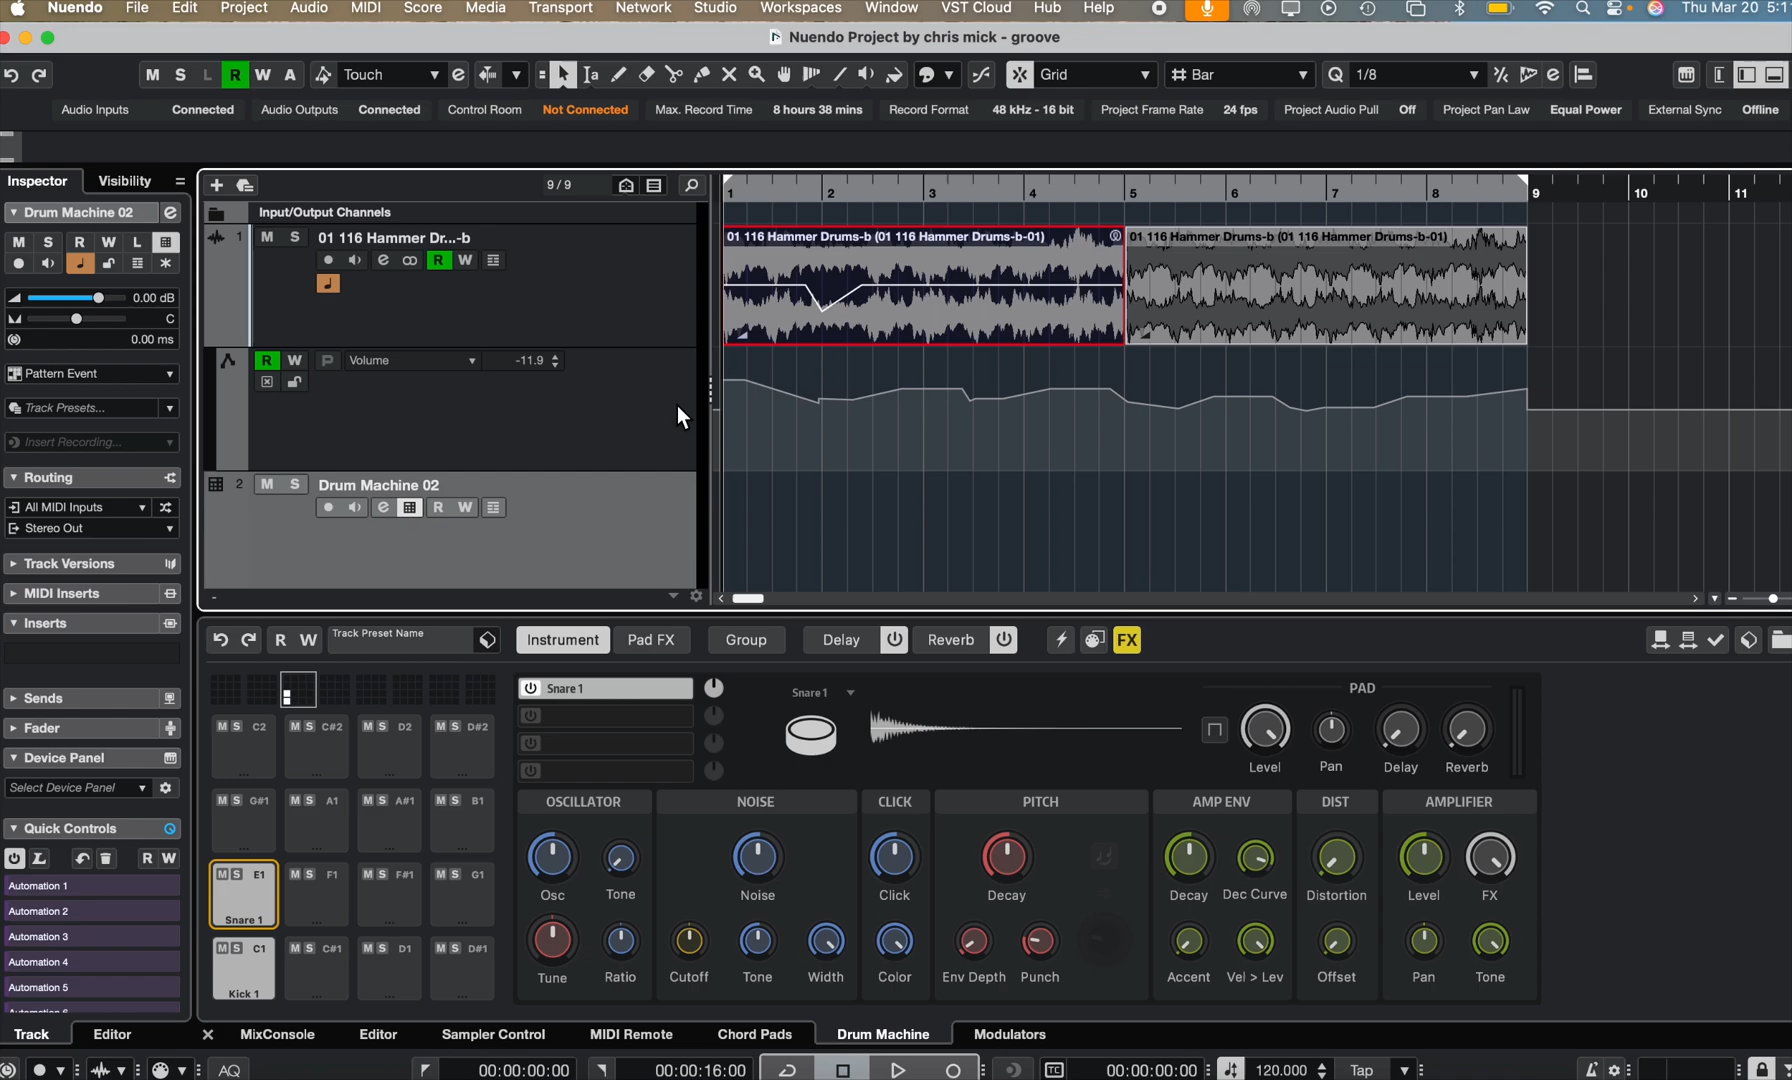 Nuendo File Edit Project Audio MIDI Score Media Transport Network Studio Workspaces Window VST Cloud Hub Help Thu Mar 20 5:1
Nuendo Project by chris mick - groove
M S L R W A Touch Grid Bar Q 1/8
Audio Inputs Connected Audio Outputs Connected Control Room Not Connected Max. Record Time 8 hours 38 mins Record Format 48 kHz - 16 bit Project Frame Rate 24 fps Project Audio Pull Off Project Pan Law Equal Power External Sync Offline
Inspector Visibility
9 / 9
1 2 3 4 5 6 7 8 9 10 11
Drum Machine 02
Input/Output Channels
M S R W L
1 M S 01 116 Hammer Dr...-b
R W
01 116 Hammer Drums-b (01 116 Hammer Drums-b-01)
01 116 Hammer Drums-b (01 116 Hammer Drums-b-01)
0.00 dB
C
0.00 ms
R W P Volume -11.9
Pattern Event
Track Presets...
Insert Recording...
Routing
All MIDI Inputs
Stereo Out
2 M S Drum Machine 02
R W
Track Versions
MIDI Inserts
Inserts
Sends
Fader
Device Panel
Select Device Panel
Quick Controls
R W
Automation 1
Automation 2
Automation 3
Automation 4
Automation 5
R W Track Preset Name Instrument Pad FX Group Delay Reverb FX
Snare 1
Snare 1
PAD
Level Pan Delay Reverb
M S C2 M S C#2 M S D2 M S D#2
M S G#1 M S A1 M S A#1 M S B1
M S E1 M S F1 M S F#1 M S G1
Snare 1
M S C1 M S C#1 M S D1 M S D#1
Kick 1
OSCILLATOR NOISE CLICK PITCH AMP ENV DIST AMPLIFIER
Osc Tone Noise Click Decay Decay Dec Curve Distortion Level FX
Tune Ratio Cutoff Tone Width Color Env Depth Punch Accent Vel > Lev Offset Pan Tone
Track Editor MixConsole Editor Sampler Control MIDI Remote Chord Pads Drum Machine Modulators
AQ 00:00:00:00 00:00:16:00 TC 00:00:00:00 120.000 Tap